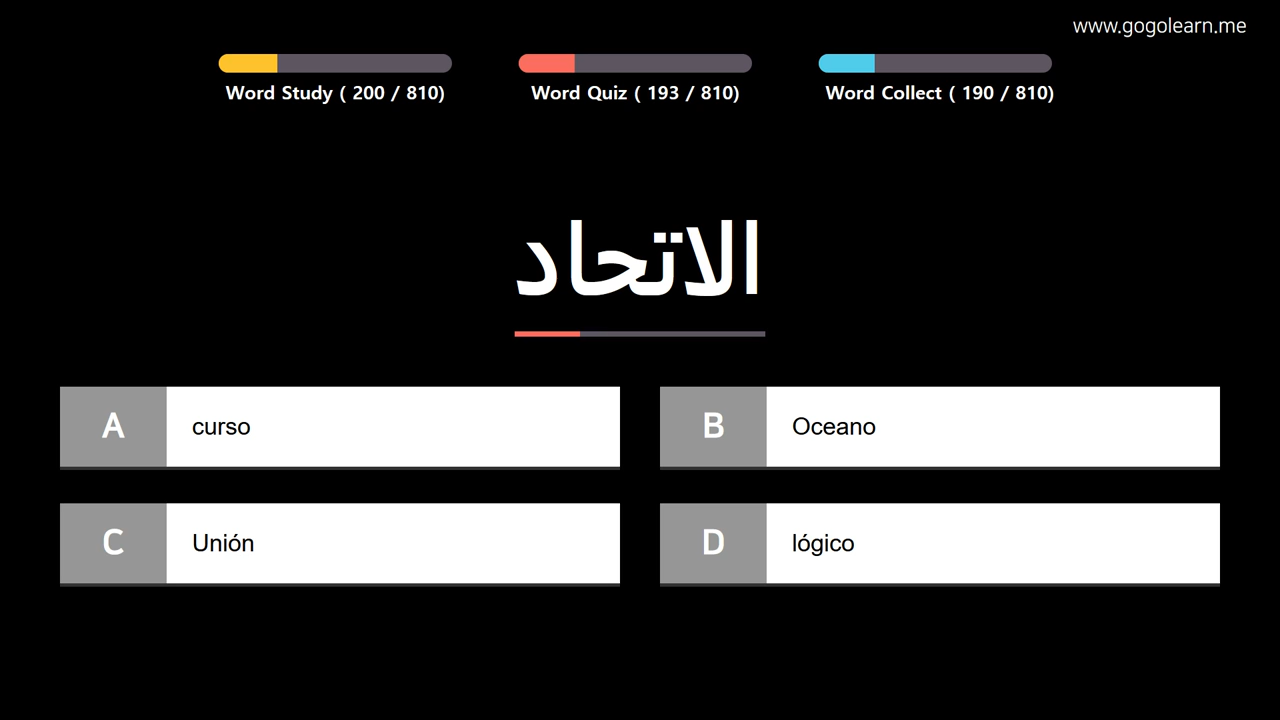 www.gogolearn.me
Word Study ( 200 / 810)
Word Quiz ( 193 / 810)
Word Collect ( 190 / 810)
الاتحاد
A curso
B Oceano
C Unión
D lógico